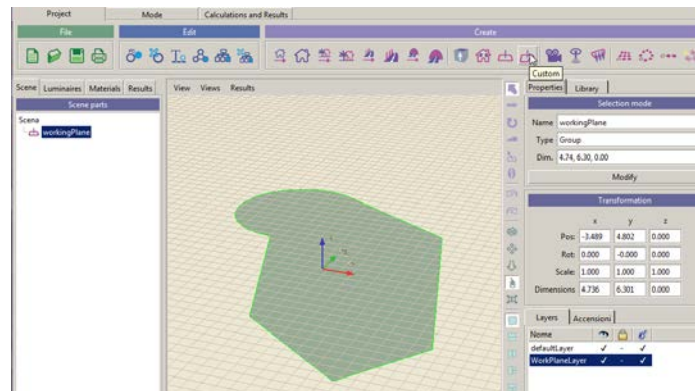 Project Mode Calculations and Results
File Edit Create
Custom
Scene Luminaires Materials Results
View Views Results
Properties Library
Scene parts
Selection mode
Scena
workingPlane
Name workingPlane
Type Group
Dim. 4.74, 6.30, 0.00
Modify
Transformation
x y z
Pos: -3.489 4.802 0.000
Rot: 0.000 -0.000 0.000
Scale: 1.000 1.000 1.000
Dimensions 4.736 6.301 0.000
Layers Accensioni
Nome
defaultLayer ✓ - ✓
WorkPlaneLayer ✓ - ✓